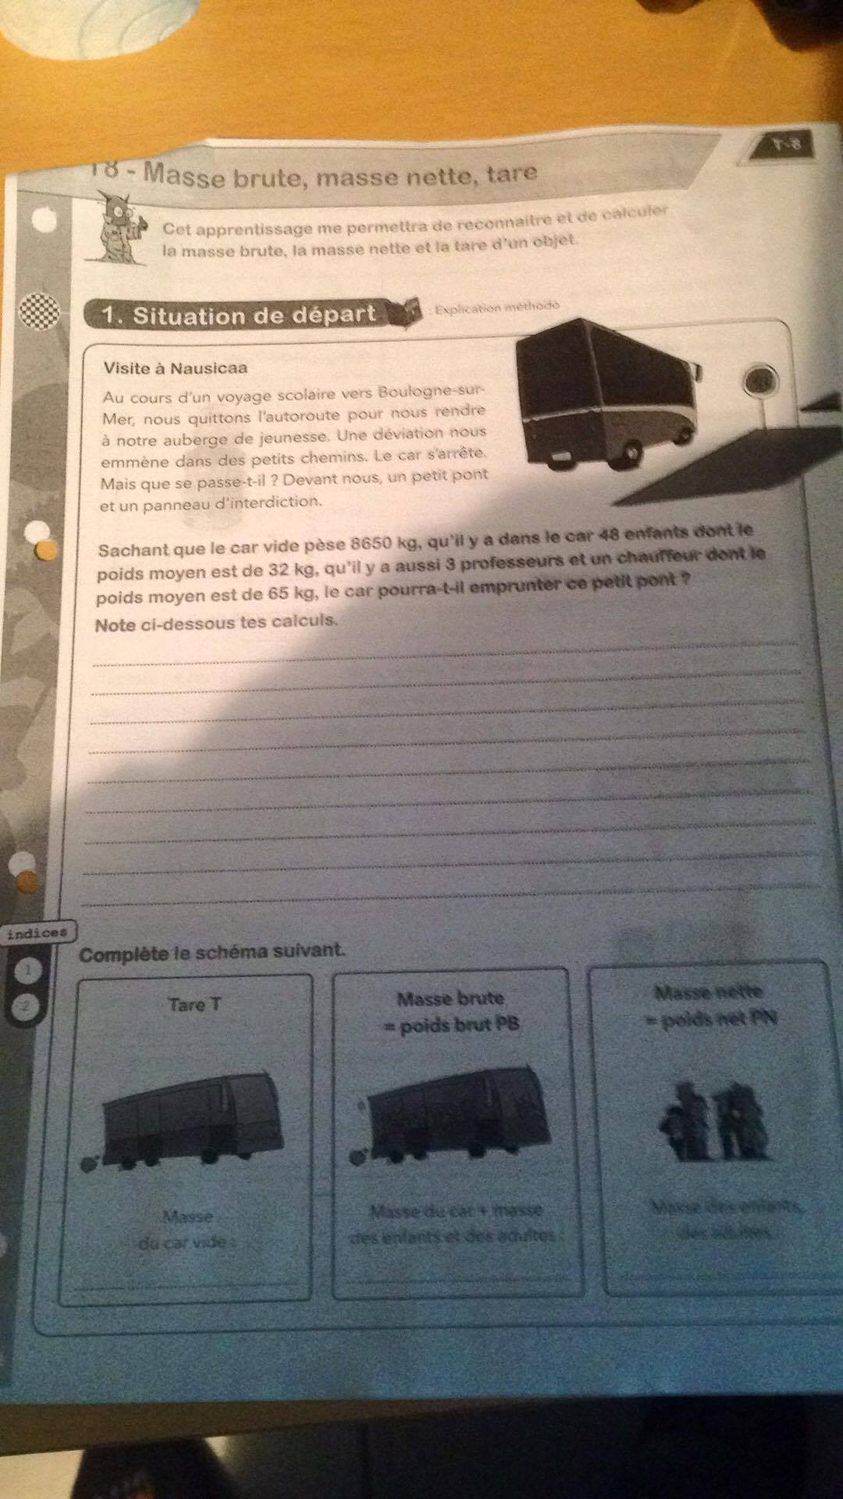 T-8
T8 - Masse brute, masse nette, tare
Cet apprentissage me permettra de reconnaitre et de calculer
la masse brute, la masse nette et la tare d'un objet.
1. Situation de départ
: Explication méthodo
Visite à Nausicaa
Au cours d'un voyage scolaire vers Boulogne-sur-
Mer, nous quittons l'autoroute pour nous rendre
à notre auberge de jeunesse. Une déviation nous
emmène dans des petits chemins. Le car s'arrête.
Mais que se passe-t-il ? Devant nous, un petit pont
et un panneau d'interdiction.
Sachant que le car vide pèse 8650 kg, qu'il y a dans le car 48 enfants dont le
poids moyen est de 32 kg, qu'il y a aussi 3 professeurs et un chauffeur dont le
poids moyen est de 65 kg, le car pourra-t-il emprunter ce petit pont ?
Note ci-dessous tes calculs.
indices
1
2
Complète le schéma suivant.
Tare T
Masse
du car vide :
Masse brute
= poids brut PB
Masse du car + masse
des enfants et des adultes :
Masse nette
= poids net PN
Masse des enfants,
des adultes